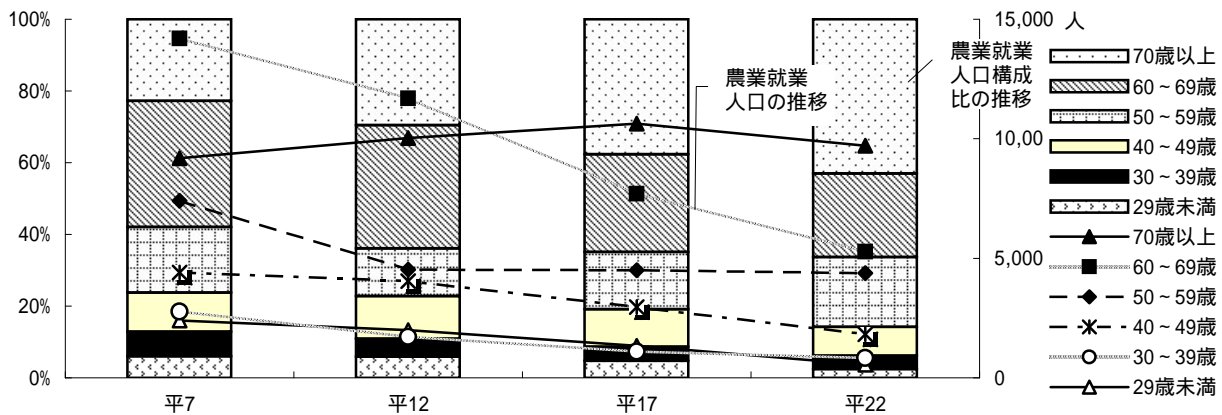 100%
80%
60%
40%
20%
0%
平7
平12
平17
平22
15,000
人
10,00
5,000
0
農業就業
人口の推移
農業就業
人口構成
比の推移
70歳以上
60～69歳
50～59歳
40～49歳
30～39歳
29歳未満
70歳以上
60～69歳
50～59歳
40～49歳
30～39歳
29歳未満